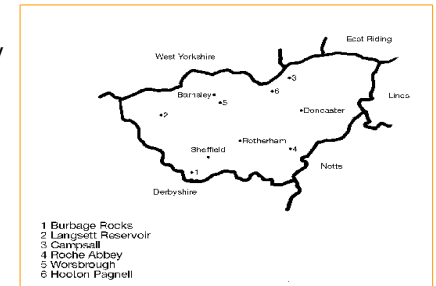 East Riding
West Yorkshire
3
6
Barnsley
5
Lincs
Doncaster
2
Rotherham
4
Sheffield
Notts
1
Derbyshire
1 Burbage Rocks
2 Langsett Reservoir
3 Campsall
4 Roche Abbey
5 Worsbrough
6 Hooton Pagnell